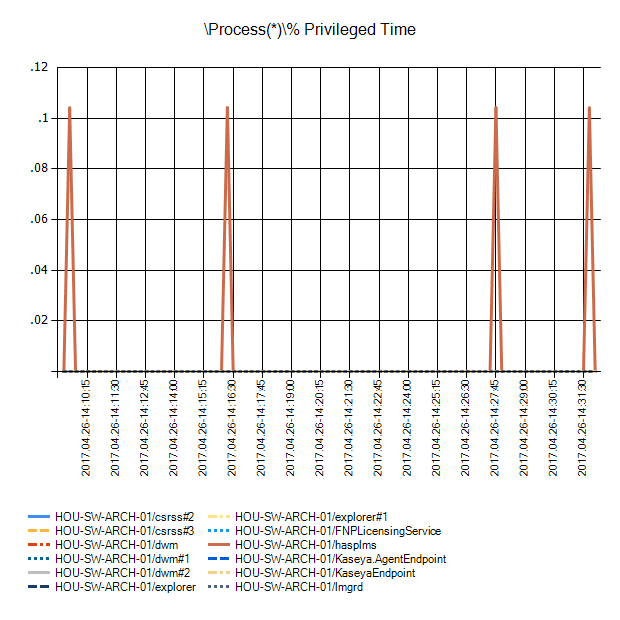 \Process(*)\% Privileged Time
.12
.1
.08
.06
.04
.02
2017.04.26-14:10:15
2017.04.26-14:11:30
2017.04.26-14:12:45
2017.04.26-14:14:00
2017.04.26-14:15:15
2017.04.26-14:16:30
2017.04.26-14:17:45
2017.04.26-14:19:00
2017.04.26-14:20:15
2017.04.26-14:21:30
2017.04.26-14:22:45
2017.04.26-14:24:00
2017.04.26-14:25:15
2017.04.26-14:26:30
2017.04.26-14:27:45
2017.04.26-14:29:00
2017.04.26-14:30:15
2017.04.26-14:31:30
HOU-SW-ARCH-01/csrss#2
HOU-SW-ARCH-01/csrss#3
HOU-SW-ARCH-01/dwm
HOU-SW-ARCH-01/dwm#1
HOU-SW-ARCH-01/dwm#2
HOU-SW-ARCH-01/explorer
HOU-SW-ARCH-01/explorer#1
HOU-SW-ARCH-01/FNPLicensingService
HOU-SW-ARCH-01/hasplms
HOU-SW-ARCH-01/Kaseya.AgentEndpoint
HOU-SW-ARCH-01/KaseyaEndpoint
HOU-SW-ARCH-01/lmgrd